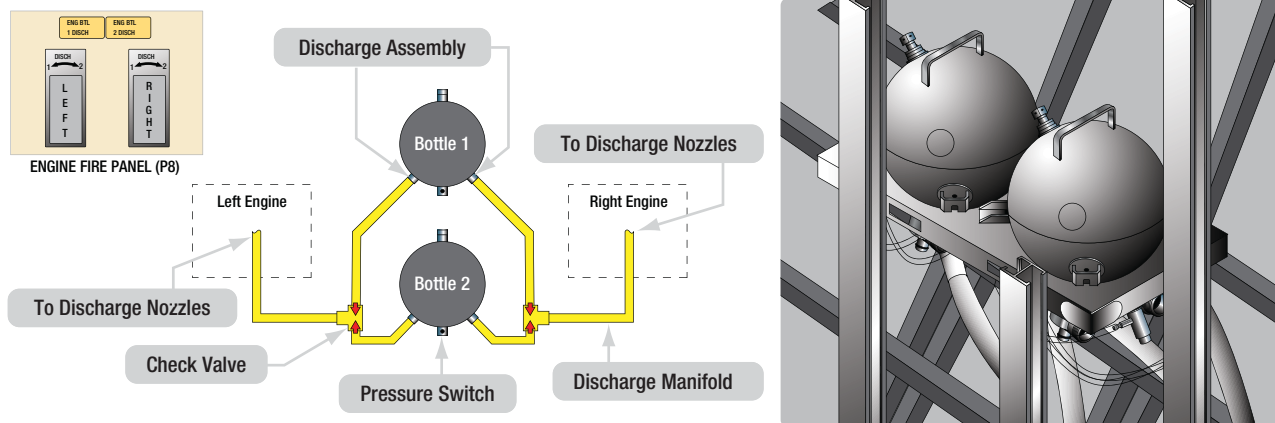 ENG BTL
1 DISCH
ENG BTL
2 DISCH
DISCH
1 2
L
E
F
T
DISCH
1 2
R
I
G
H
T
ENGINE FIRE PANEL (P8)
Discharge Assembly
Bottle 1
To Discharge Nozzles
Left Engine
Right Engine
Bottle 2
To Discharge Nozzles
Check Valve
Pressure Switch
Discharge Manifold